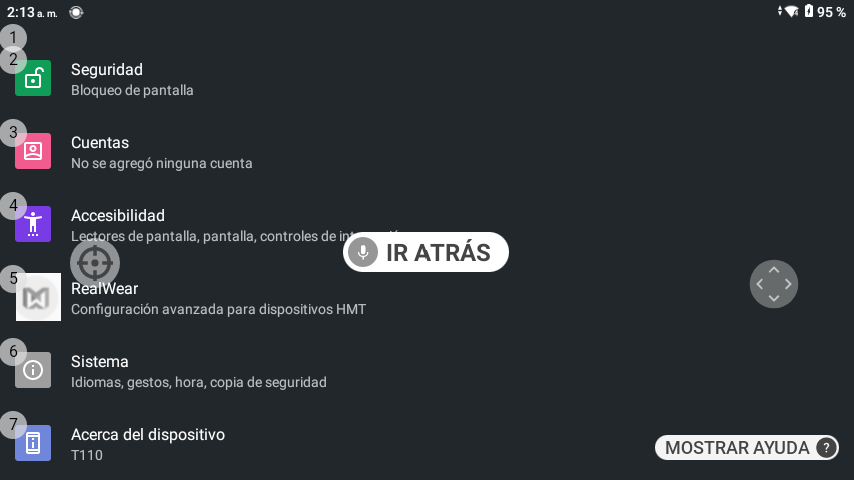 2:13 a. m.
95 %
1
2
Seguridad
Bloqueo de pantalla
3
Cuentas
No se agregó ninguna cuenta
4
Accesibilidad
Lectores de pantalla, pantalla, controles de
IR ATRÁS
5
RealWear
Configuración avanzada para dispositivos HMT
6
Sistema
Idiomas, gestos, hora, copia de seguridad
7
Acerca del dispositivo
T110
MOSTRAR AYUDA ?